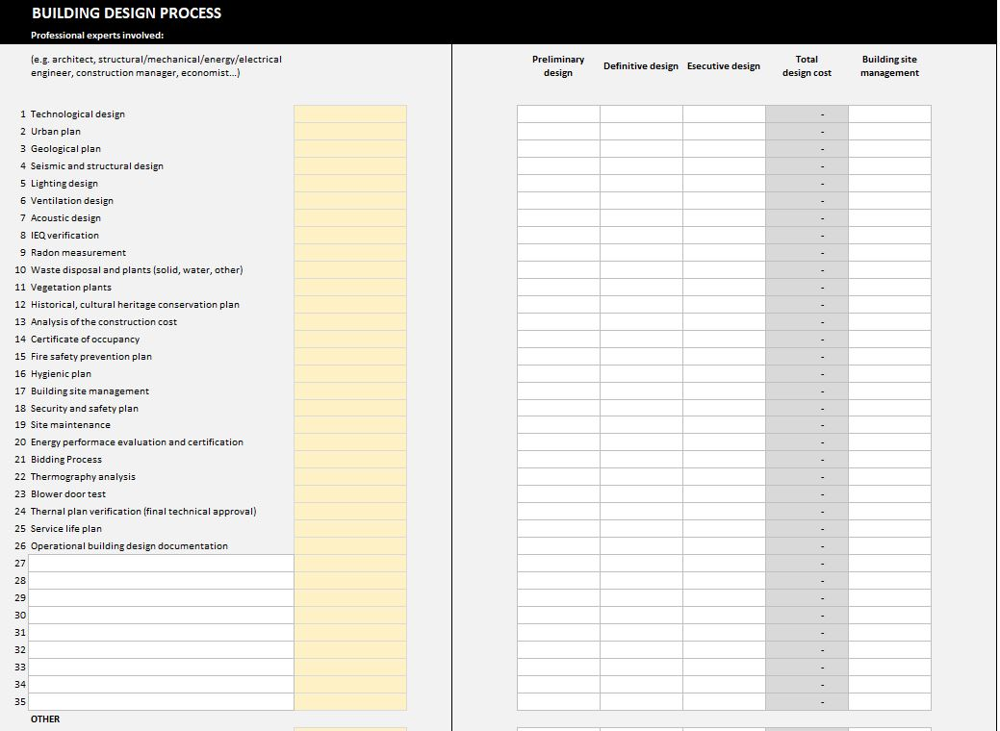 BUILDING DESIGN PROCESS
Professional experts involved:
(e.g. architect, structural/mechanical/energy/electrical
engineer, construction manager, economist...)
Preliminary
design
Definitive design
Esecutive design
Total
design cost
Building site
management
1 Technological design -
2 Urban plan -
3 Geological plan -
4 Seismic and structural design -
5 Lighting design -
6 Ventilation design -
7 Acoustic design -
8 IEQ verification -
9 Radon measurement -
10 Waste disposal and plants (solid, water, other) -
11 Vegetation plants -
12 Historical, cultural heritage conservation plan -
13 Analysis of the construction cost -
14 Certificate of occupancy -
15 Fire safety prevention plan -
16 Hygienic plan -
17 Building site management -
18 Security and safety plan -
19 Site maintenance -
20 Energy performace evaluation and certification -
21 Bidding Process -
22 Thermography analysis -
23 Blower door test -
24 Thernal plan verification (final technical approval) -
25 Service life plan -
26 Operational building design documentation -
27 -
28 -
29 -
30 -
31 -
32 -
33 -
34 -
35 -
OTHER